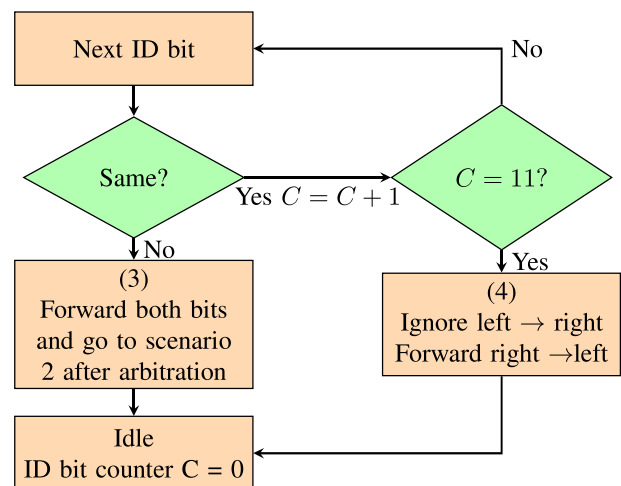 Next ID bit
No
Same?
Yes C = C + 1
C = 11?
No
Yes
(3)
Forward both bits
and go to scenario
2 after arbitration
(4)
Ignore left → right
Forward right →left
Idle
ID bit counter C = 0